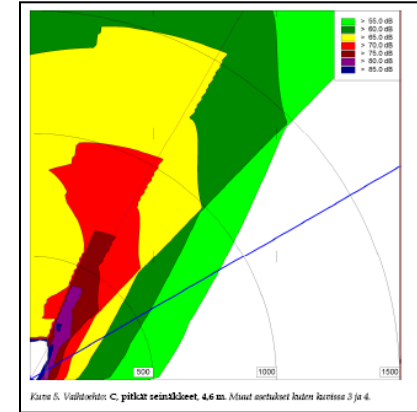 > 55.0 dB
> 60.0 dB
> 65.0 dB
> 70.0 dB
> 75.0 dB
> 80.0 dB
> 85.0 dB
500 1000 1500
Kuva 5. Vaihtoehto: C, pitkät seinäkkeet, 4,6 m. Muut asetukset kuten kuvissa 3 ja 4.